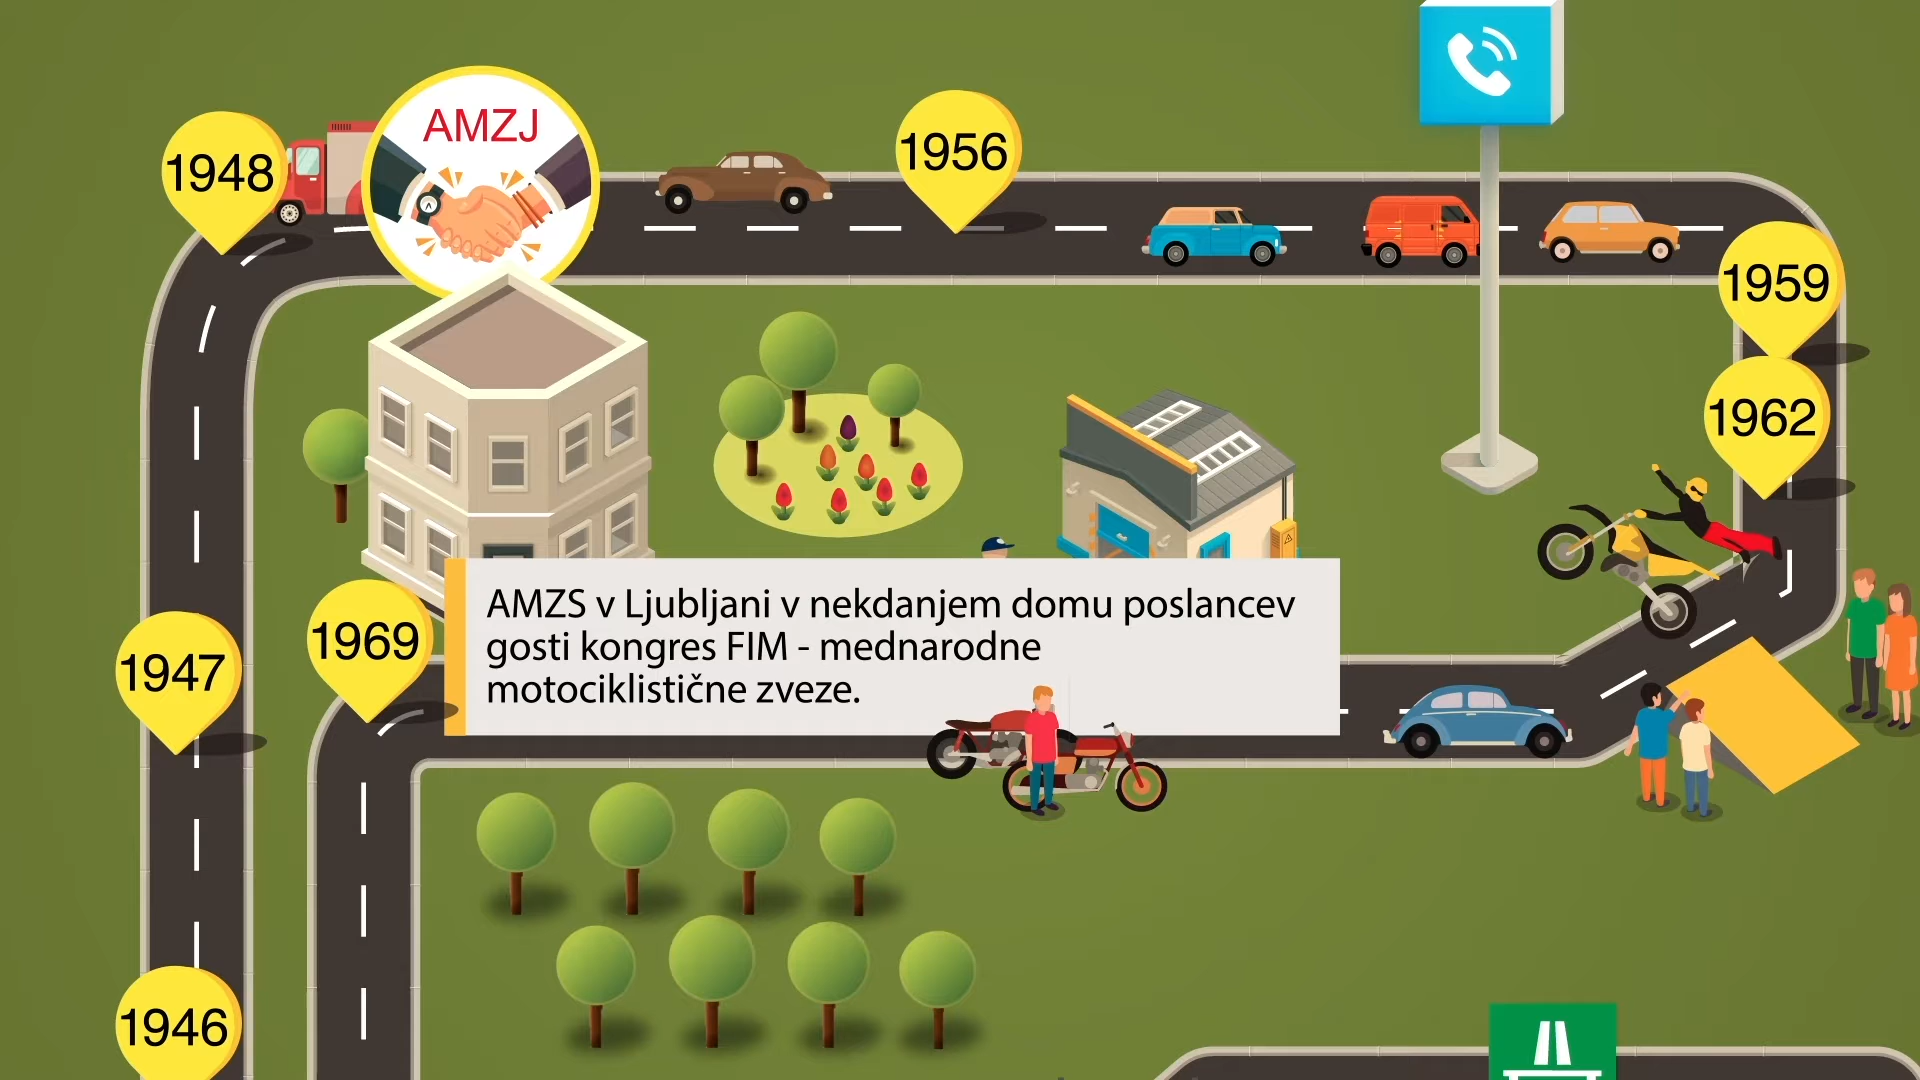 AMZJ
1948
1956
1959
1962
AMZS v Ljubljani v nekdanjem domu poslancev
gosti kongres FIM - mednarodne
motociklistične zveze.
1969
1947
1946